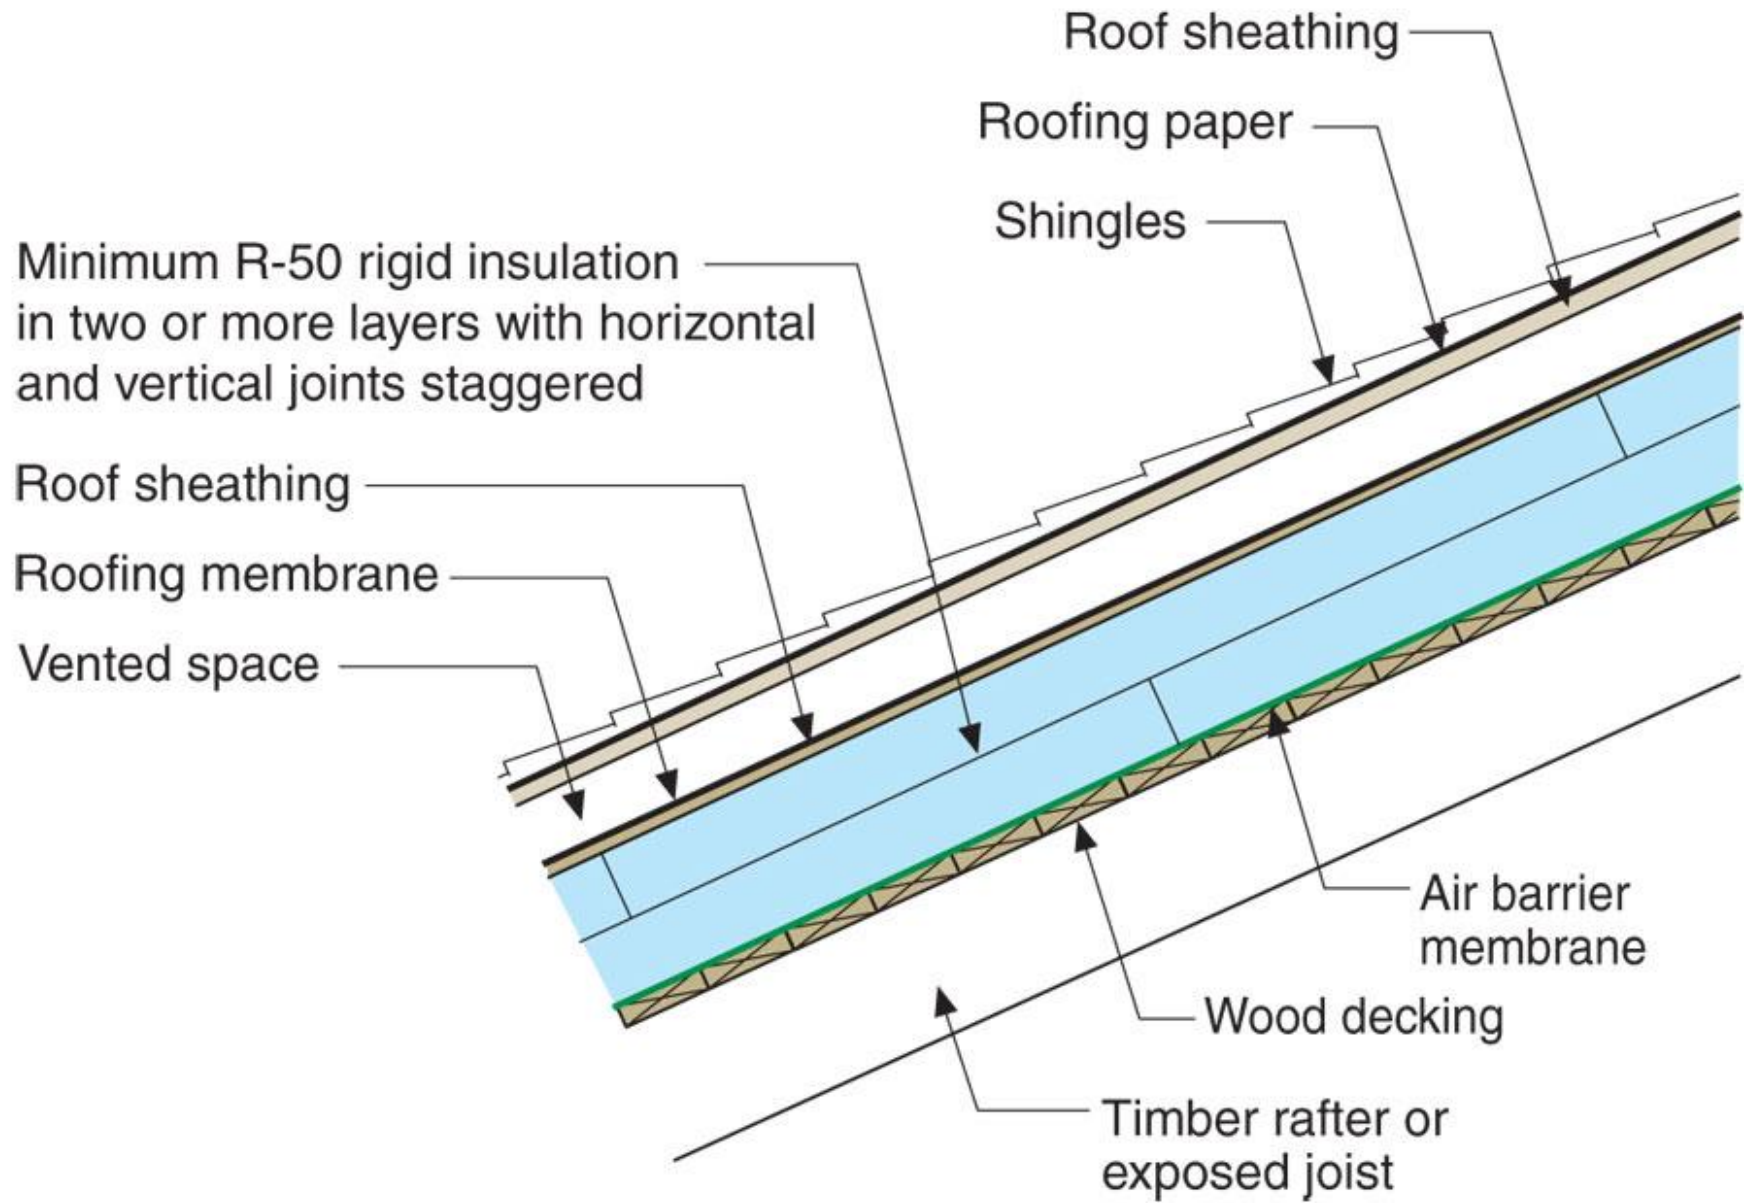 Roof sheathing
Roofing paper
Shingles
Minimum R-50 rigid insulation
in two or more layers with horizontal
and vertical joints staggered
Roof sheathing
Roofing membrane
Vented space
Air barrier
membrane
Wood decking
Timber rafter or
exposed joist